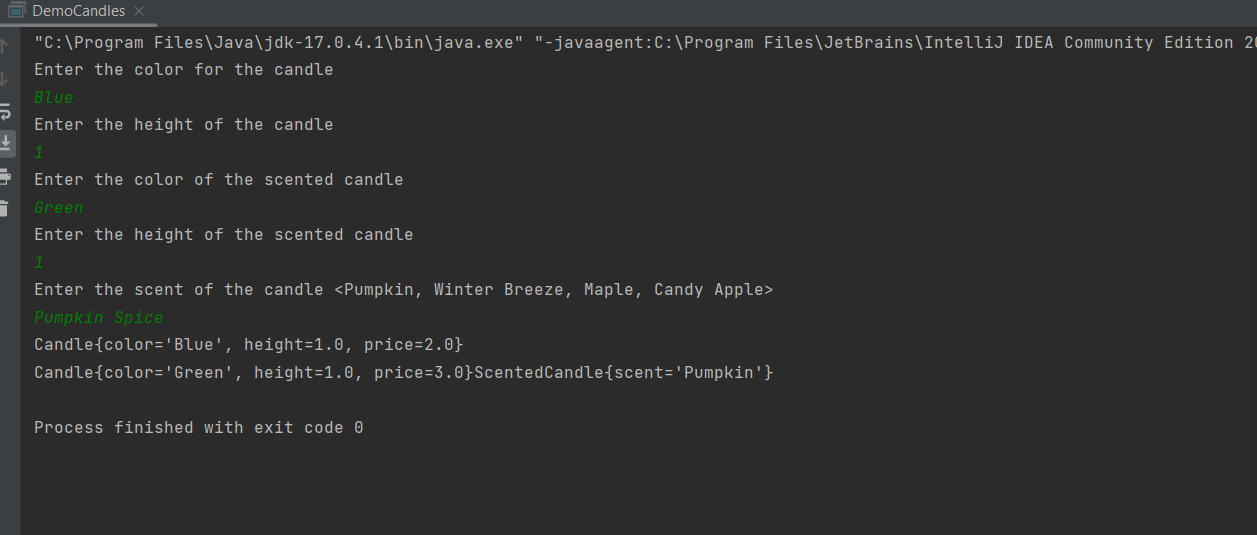 DemoCandles
"C:\Program Files\Java\jdk-17.0.4.1\bin\java.exe" "-javaagent:C:\Program Files\JetBrains\IntelliJ IDEA Community Edition 20
Enter the color for the candle
Blue
Enter the height of the candle
1
Enter the color of the scented candle
Green
Enter the height of the scented candle
1
Enter the scent of the candle <Pumpkin, Winter Breeze, Maple, Candy Apple>
Pumpkin Spice
Candle{color='Blue', height=1.0, price=2.0}
Candle{color='Green', height=1.0, price=3.0}ScentedCandle{scent='Pumpkin'}
Process finished with exit code 0